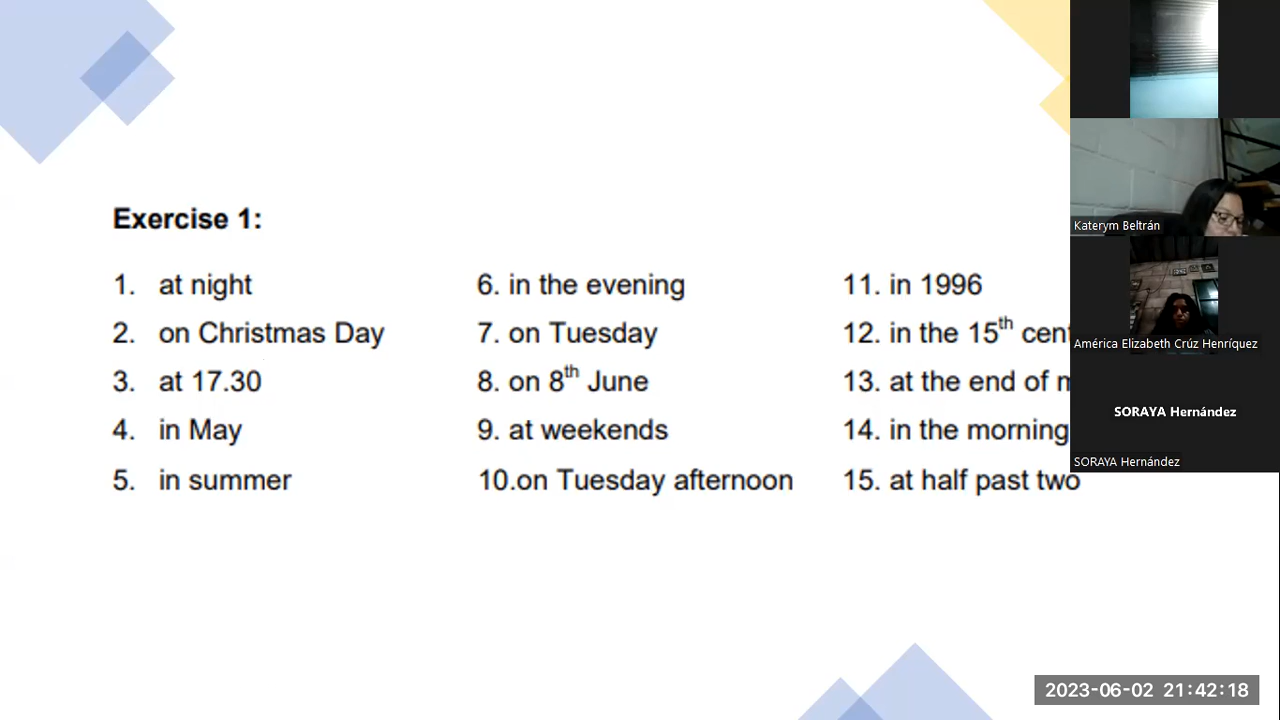 Exercise 1:
1. at night
2. on Christmas Day
3. at 17.30
4. in May
5. in summer
6. in the evening
7. on Tuesday
8. on 8th June
9. at weekends
10.on Tuesday afternoon
11. in 1996
12. in the 15th
13. at the end of
14. in the morning
15. at half past two
Katerym Beltrán
América Elizabeth Crúz Henríquez
SORAYA Hernández
SORAYA Hernández
2023-06-02 21:42:18